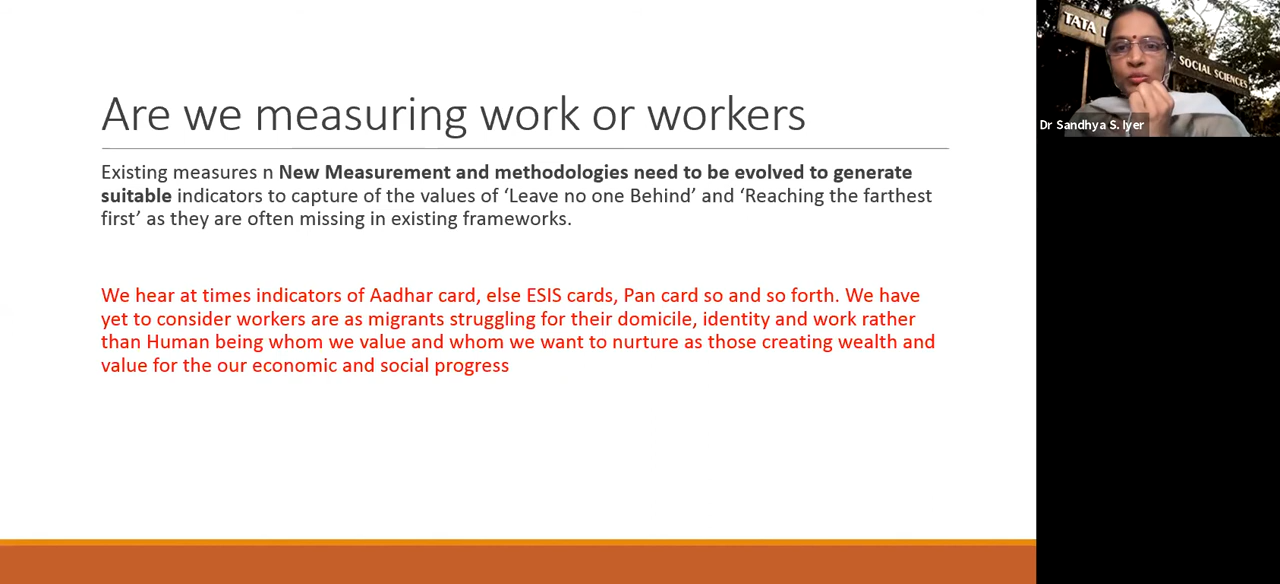 Are we measuring work or workers
Existing measures n New Measurement and methodologies need to be evolved to generate
suitable indicators to capture of the values of ‘Leave no one Behind’ and ‘Reaching the farthest
first’ as they are often missing in existing frameworks.
We hear at times indicators of Aadhar card, else ESIS cards, Pan card so and so forth. We have
yet to consider workers are as migrants struggling for their domicile, identity and work rather
than Human being whom we value and whom we want to nurture as those creating wealth and
value for the our economic and social progress
TATA
SOCIAL SCIENCES
Dr Sandhya S. Iyer